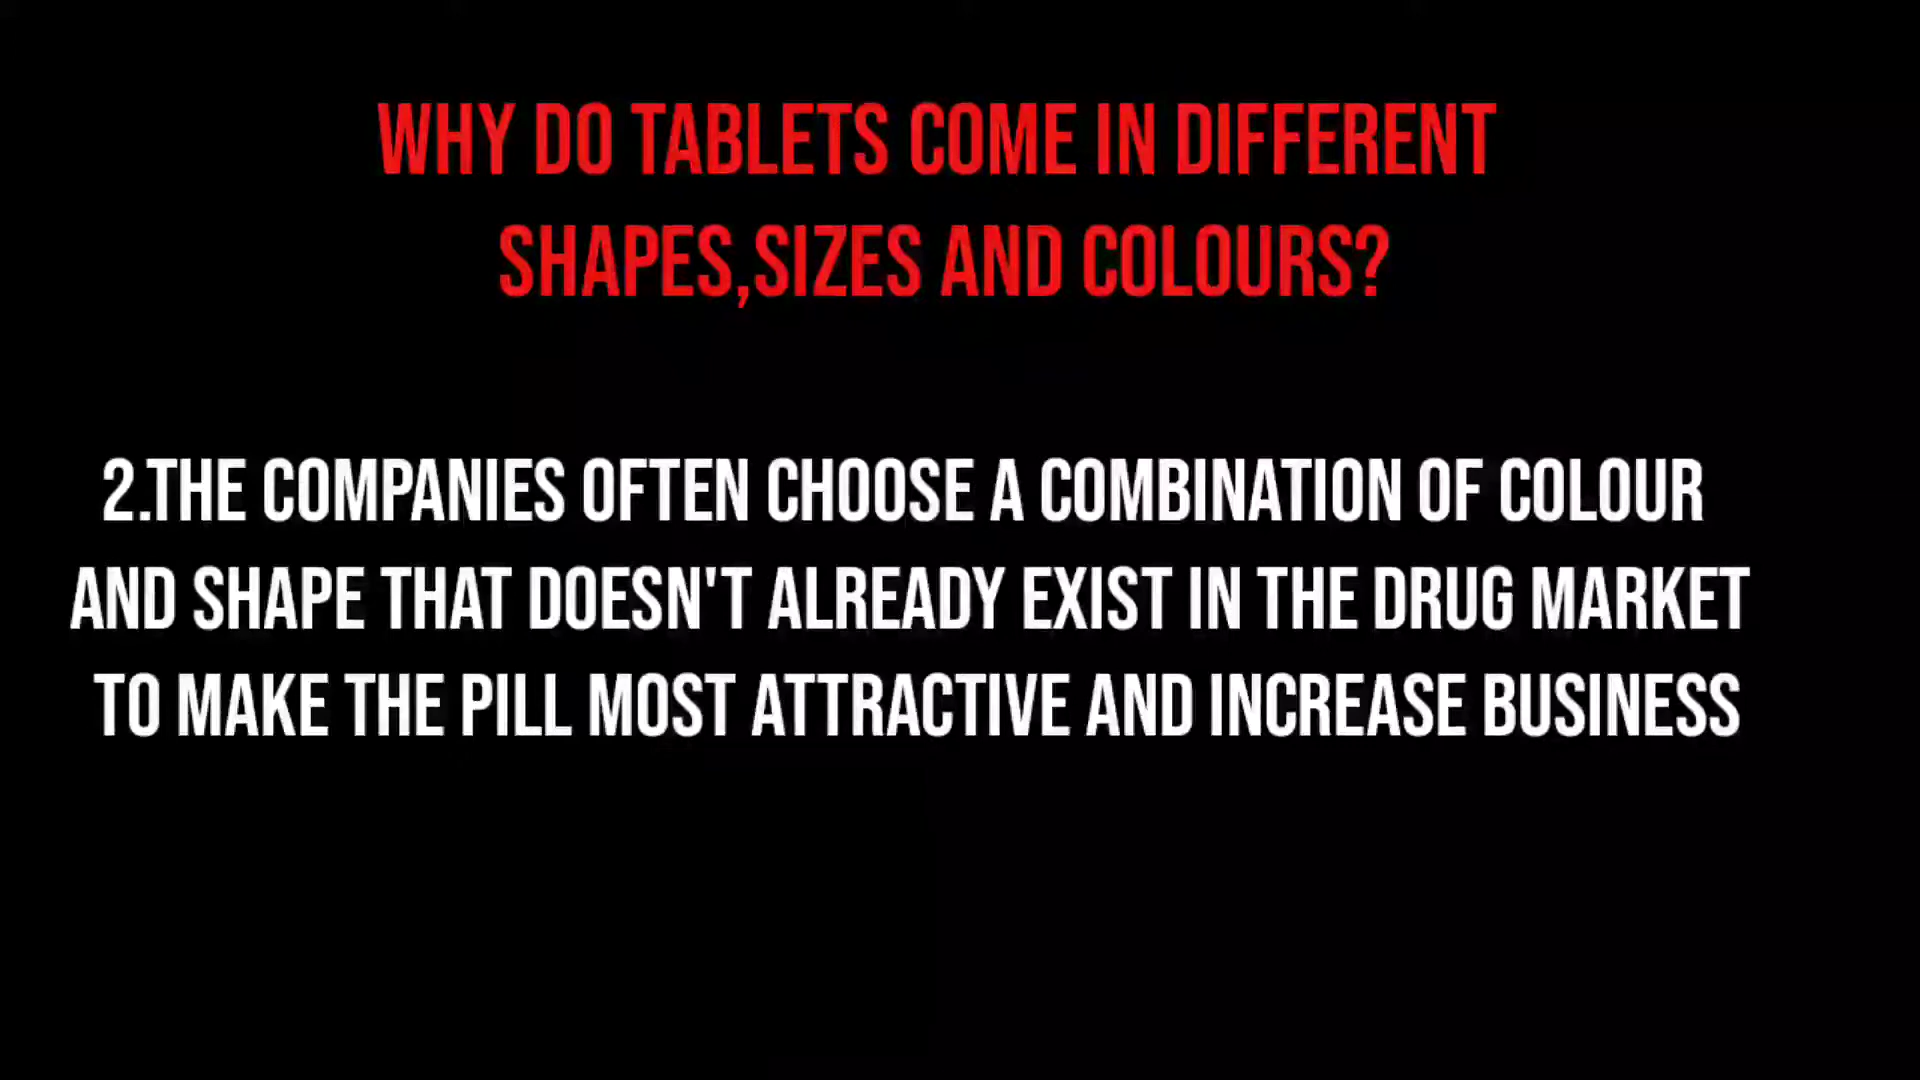 WHY DO TABLETS COME IN DIFFERENT
SHAPES,SIZES AND COLOURS?
2.THE COMPANIES OFTEN CHOOSE A COMBINATION OF COLOUR
AND SHAPE THAT DOESN'T ALREADY EXIST IN THE DRUG MARKET
TO MAKE THE PILL MOST ATTRACTIVE AND INCREASE BUSINESS